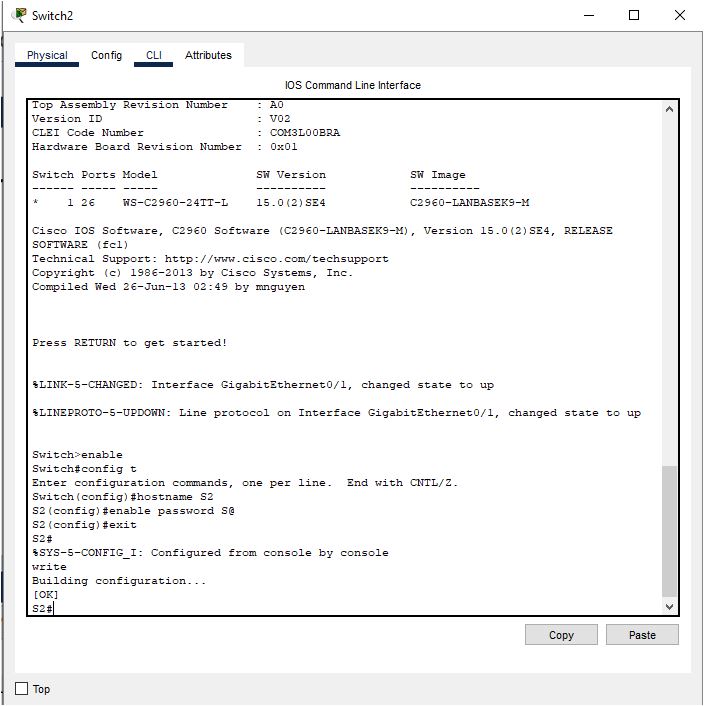 Switch2
Physical Config CLI Attributes
IOS Command Line Interface
Top Assembly Revision Number : A0
Version ID : V02
CLEI Code Number : COM3L00BRA
Hardware Board Revision Number : 0x01
Switch Ports Model SW Version SW Image
------ ----- ----- ---------- ----------
* 1 26 WS-C2960-24TT-L 15.0(2)SE4 C2960-LANBASEK9-M
Cisco IOS Software, C2960 Software (C2960-LANBASEK9-M), Version 15.0(2)SE4, RELEASE
SOFTWARE (fc1)
Technical Support: http://www.cisco.com/techsupport
Copyright (c) 1986-2013 by Cisco Systems, Inc.
Compiled Wed 26-Jun-13 02:49 by mnguyen
Press RETURN to get started!
%LINK-5-CHANGED: Interface GigabitEthernet0/1, changed state to up
%LINEPROTO-5-UPDOWN: Line protocol on Interface GigabitEthernet0/1, changed state to up
Switch>enable
Switch#config t
Enter configuration commands, one per line. End with CNTL/Z.
Switch(config)#hostname S2
S2(config)#enable password S@
S2(config)#exit
S2#
%SYS-5-CONFIG_I: Configured from console by console
write
Building configuration...
[OK]
S2#
Copy Paste
Top